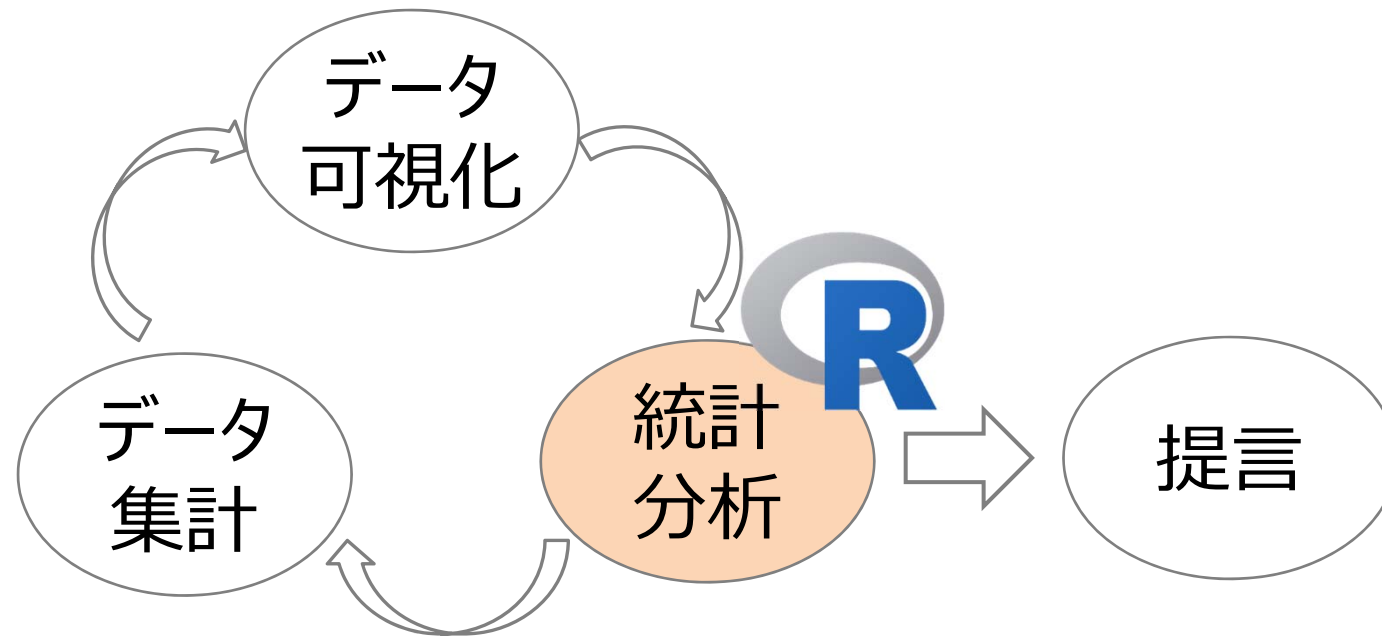 データ
可視化
R
データ
集計
統計
分析
提言